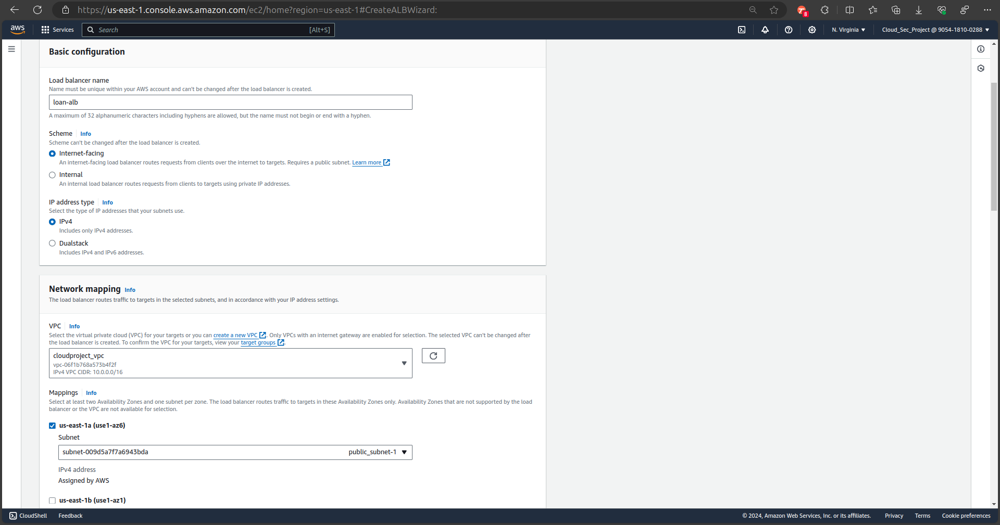 https://us-east-1.console.aws.amazon.com/ec2/home?region=us-east-1#CreateALBWizard:
8
aws
Services
Search
[Alt+S]
N. Virginia
Cloud_Sec_Project @ 9054-1810-0288
Basic configuration
Load balancer name
Name must be unique within your AWS account and can't be changed after the load balancer is created.
loan-alb
A maximum of 32 alphanumeric characters including hyphens are allowed, but the name must not begin or end with a hyphen.
Scheme Info
Scheme can't be changed after the load balancer is created.
Internet-facing
An internet-facing load balancer routes requests from clients over the internet to targets. Requires a public subnet. Learn more
Internal
An internal load balancer routes requests from clients to targets using private IP addresses.
IP address type Info
Select the type of IP addresses that your subnets use.
IPv4
Includes only IPv4 addresses.
Dualstack
Includes IPv4 and IPv6 addresses.
Network mapping Info
The load balancer routes traffic to targets in the selected subnets, and in accordance with your IP address settings.
VPC Info
Select the virtual private cloud (VPC) for your targets or you can create a new VPC. Only VPCs with an internet gateway are enabled for selection. The selected VPC can't be changed after
the load balancer is created. To confirm the VPC for your targets, view your target groups.
cloudproject_vpc
vpc-06f1b768a573b4f2f
IPv4 VPC CIDR: 10.0.0.0/16
Mappings Info
Select at least two Availability Zones and one subnet per zone. The load balancer routes traffic to targets in these Availability Zones only. Availability Zones that are not supported by the load
balancer or the VPC are not available for selection.
us-east-1a (use1-az6)
Subnet
subnet-009d5a7f7a6943bda public_subnet-1
IPv4 address
Assigned by AWS
us-east-1b (use1-az1)
CloudShell
Feedback
© 2024, Amazon Web Services, Inc. or its affiliates.
Privacy
Terms
Cookie preferences